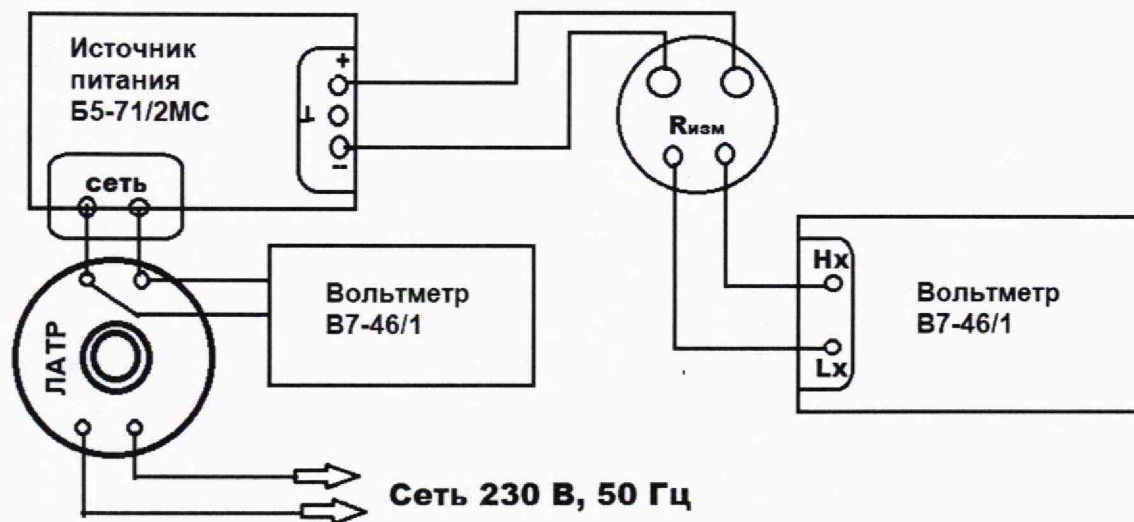 Источник
питания
Б5-71/2МС
+
⊥
--
сеть
Rизм
ЛАТР
Вольтметр
В7-46/1
Hx
Lx
Вольтметр
В7-46/1
Сеть 230 В, 50 Гц